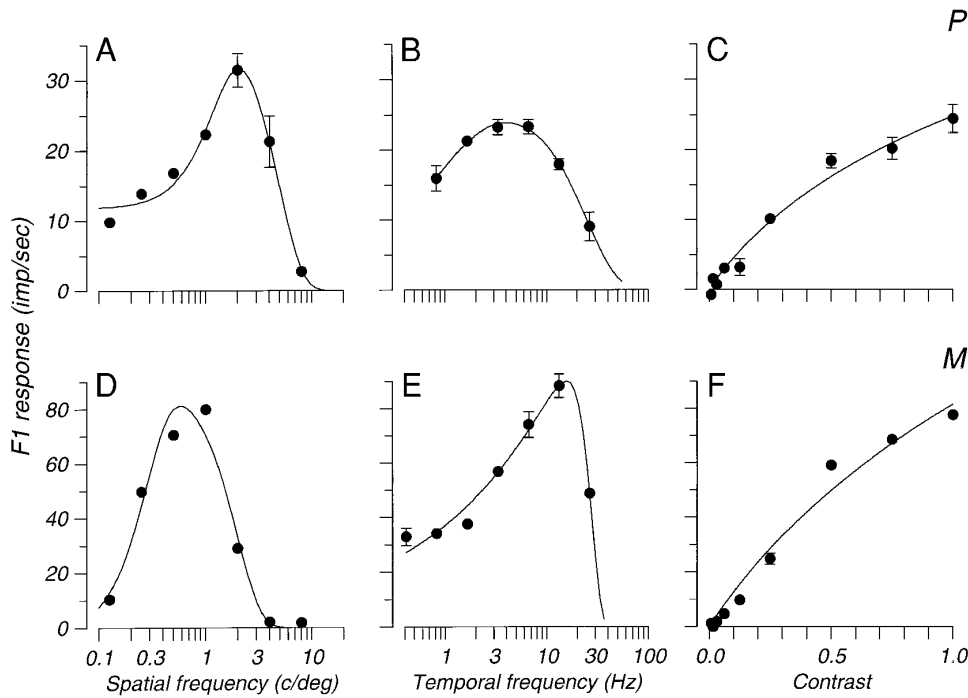 A B C P
30
20
10
0
F1 response (imp/sec)
D E F M
80
60
40
20
0
0.1 0.3 1 3 10
1 3 10 30 100
0.0 0.5 1.0
Spatial frequency (c/deg)
Temporal frequency (Hz)
Contrast